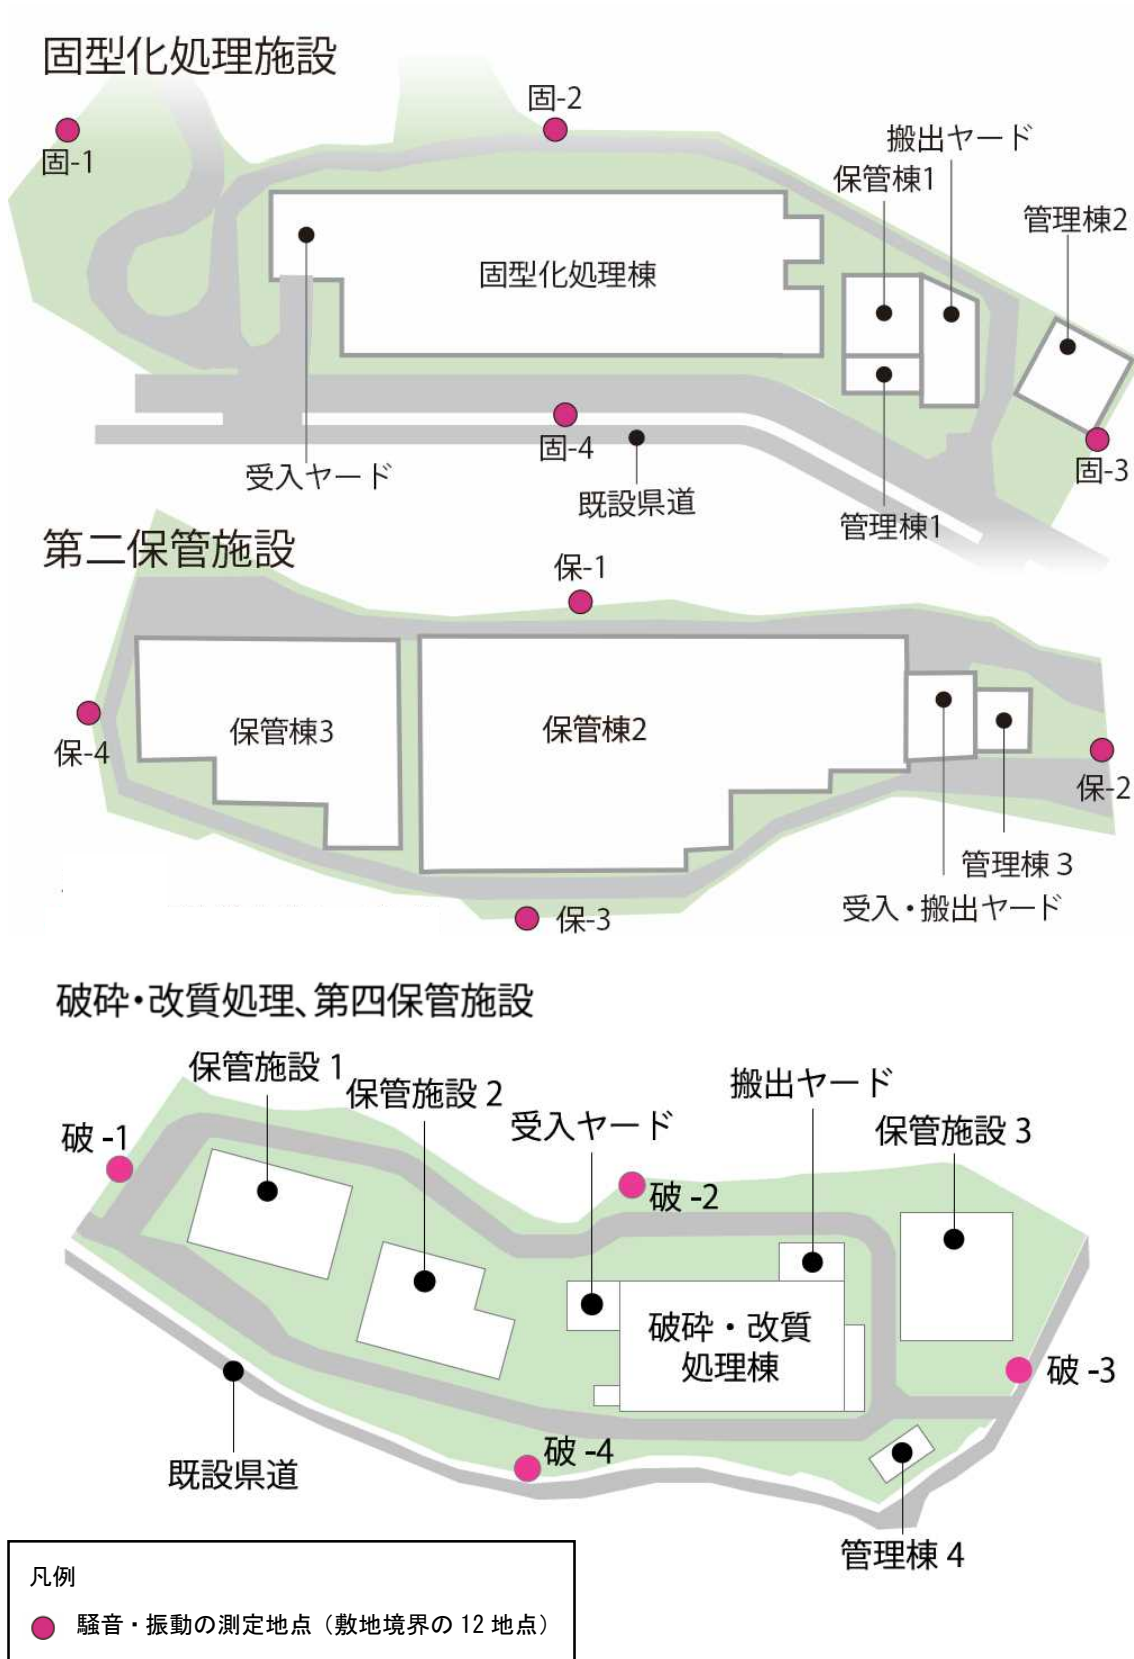 固型化処理施設
固-1
固-2
搬出ヤード
保管棟1
管理棟2
固型化処理棟
固-4
固-3
受入ヤード
既設県道
管理棟1
第二保管施設
保-1
保管棟3
保管棟2
保-4
保-2
管理棟 3
受入・搬出ヤード
保-3
破砕・改質処理、第四保管施設
保管施設 1
保管施設 2
受入ヤード
搬出ヤード
保管施設 3
破 -1
破 -2
破砕・改質
処理棟
破 -3
破 -4
既設県道
管理棟 4
凡例
騒音・振動の測定地点（敷地境界の 12 地点）